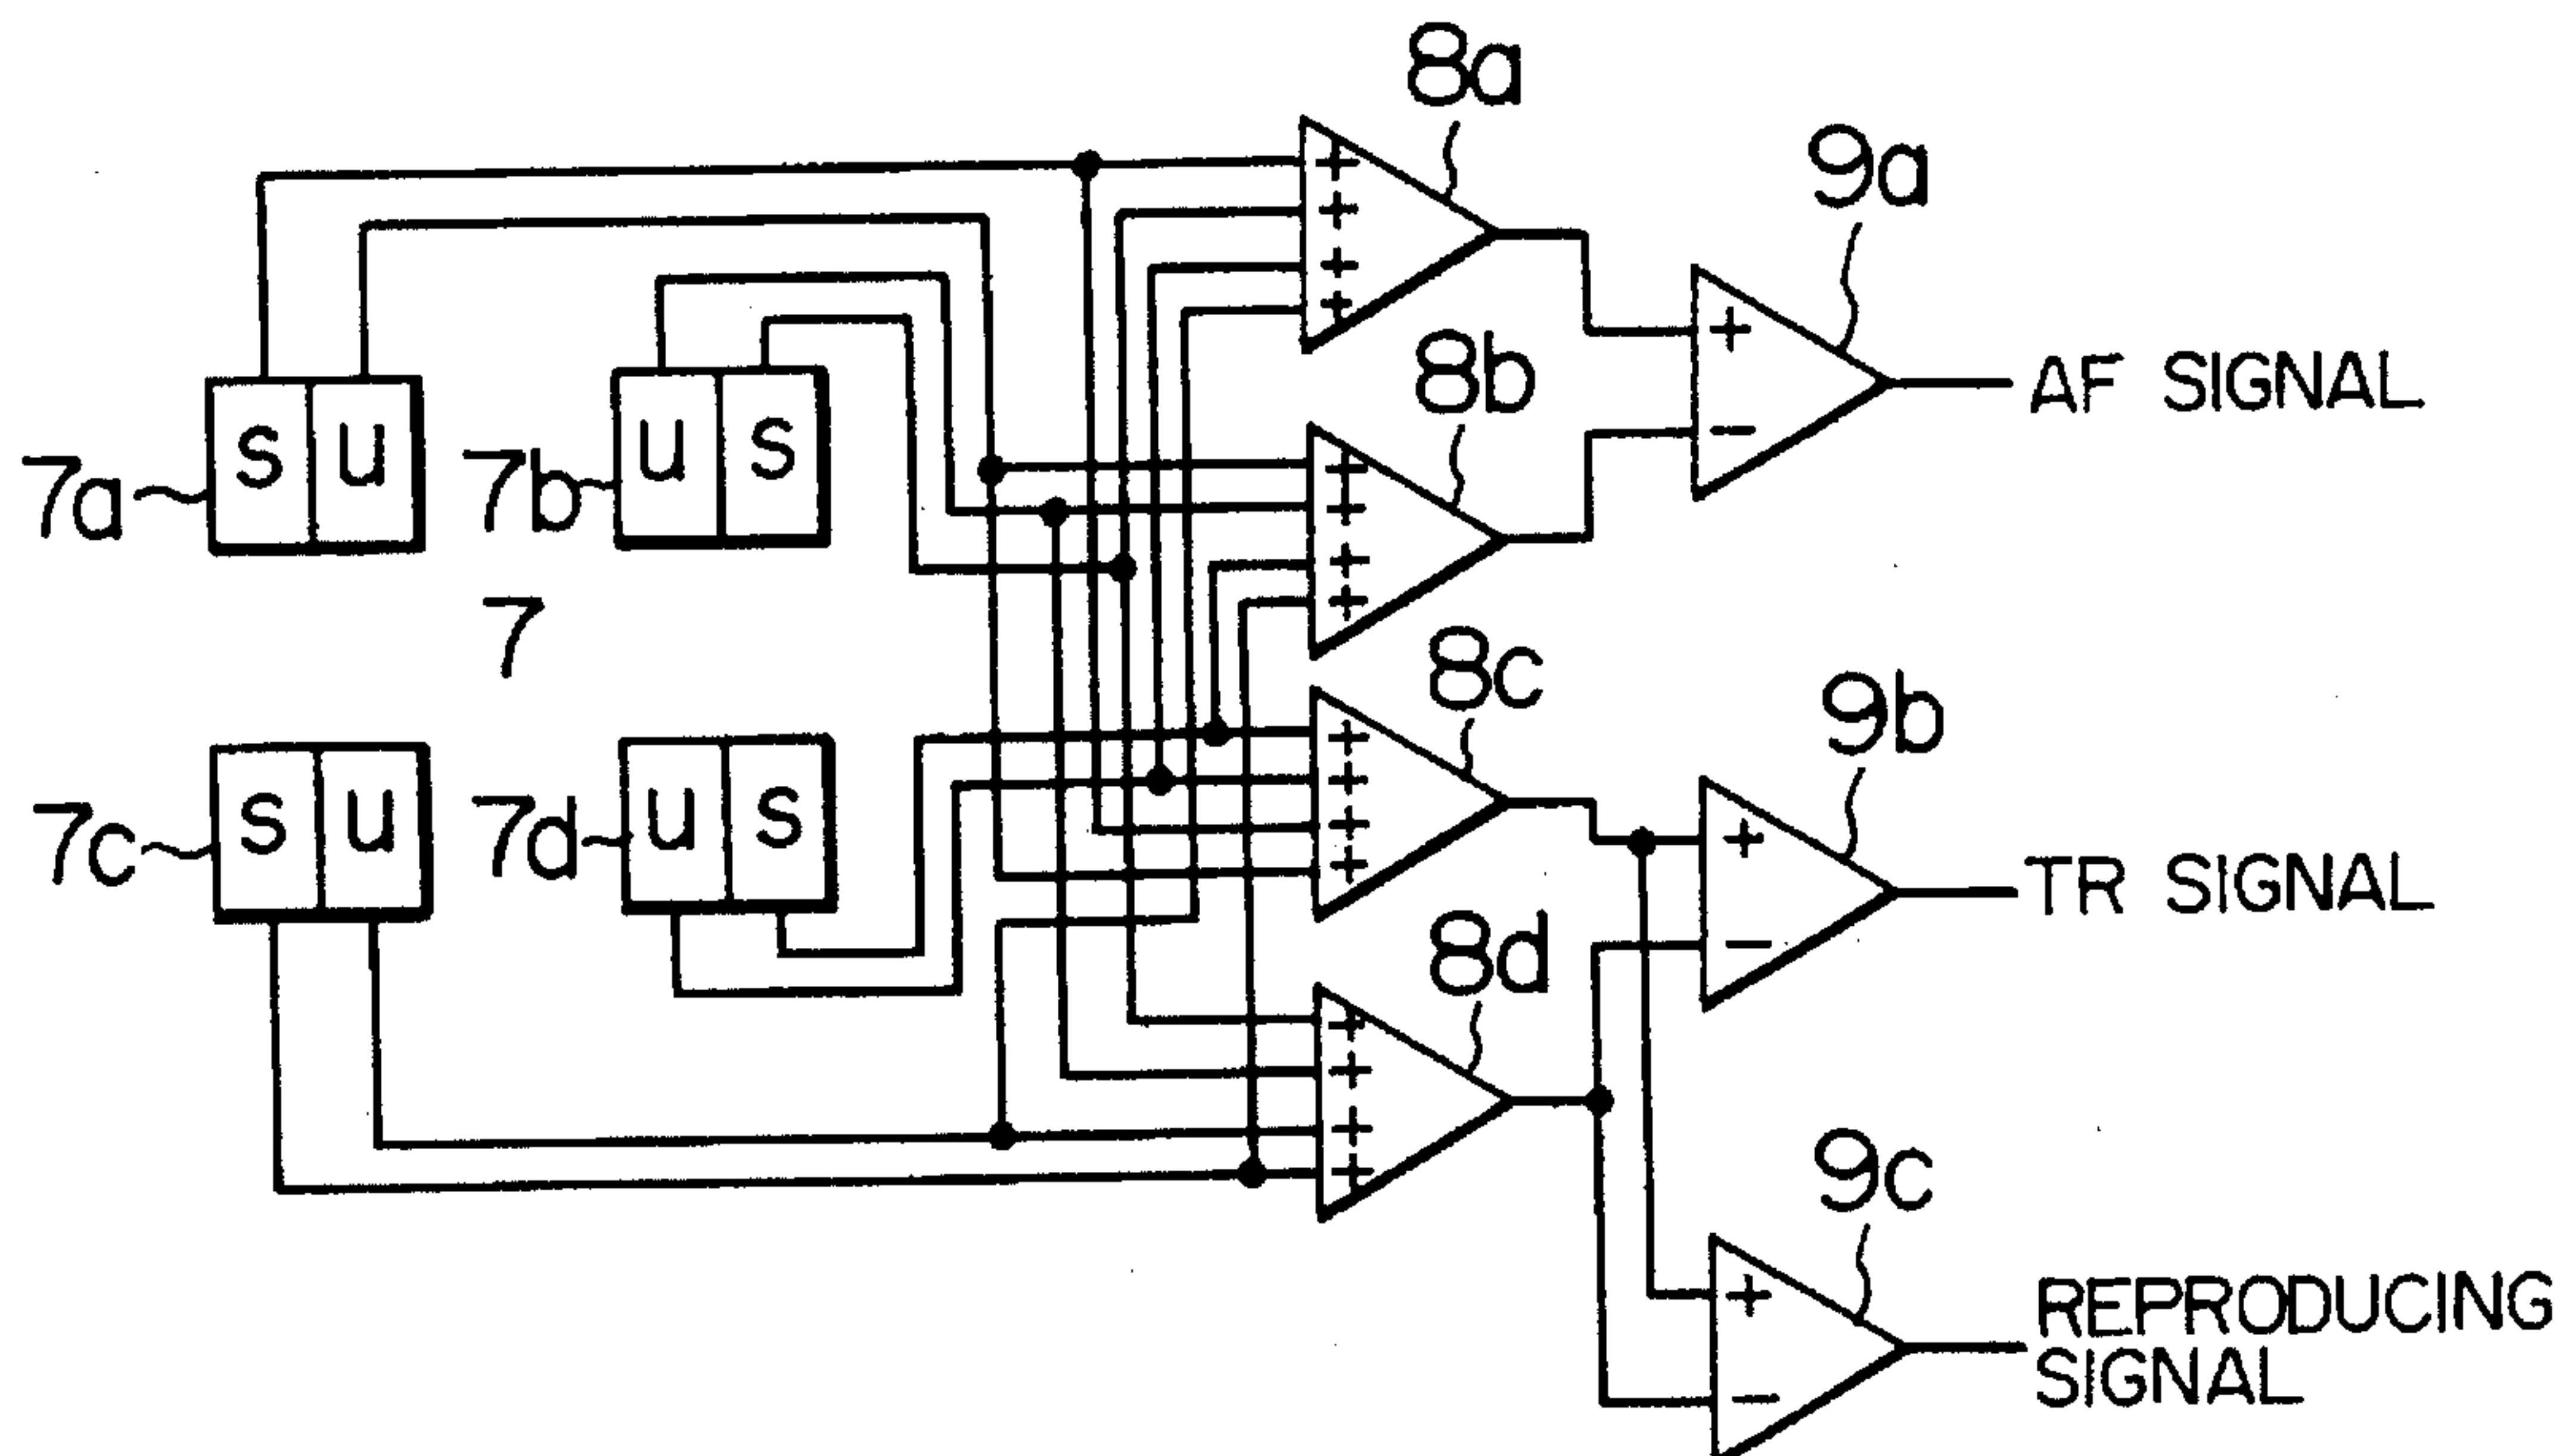 8a
9a
+
+
+
+
+
−
AF SIGNAL
8b
+
+
+
+
7a
s u
7b
u s
7
8c
+
+
+
+
9b
+
−
TR SIGNAL
7c
s u
7d
u s
8d
+
+
+
+
9c
+
−
REPRODUCING
SIGNAL